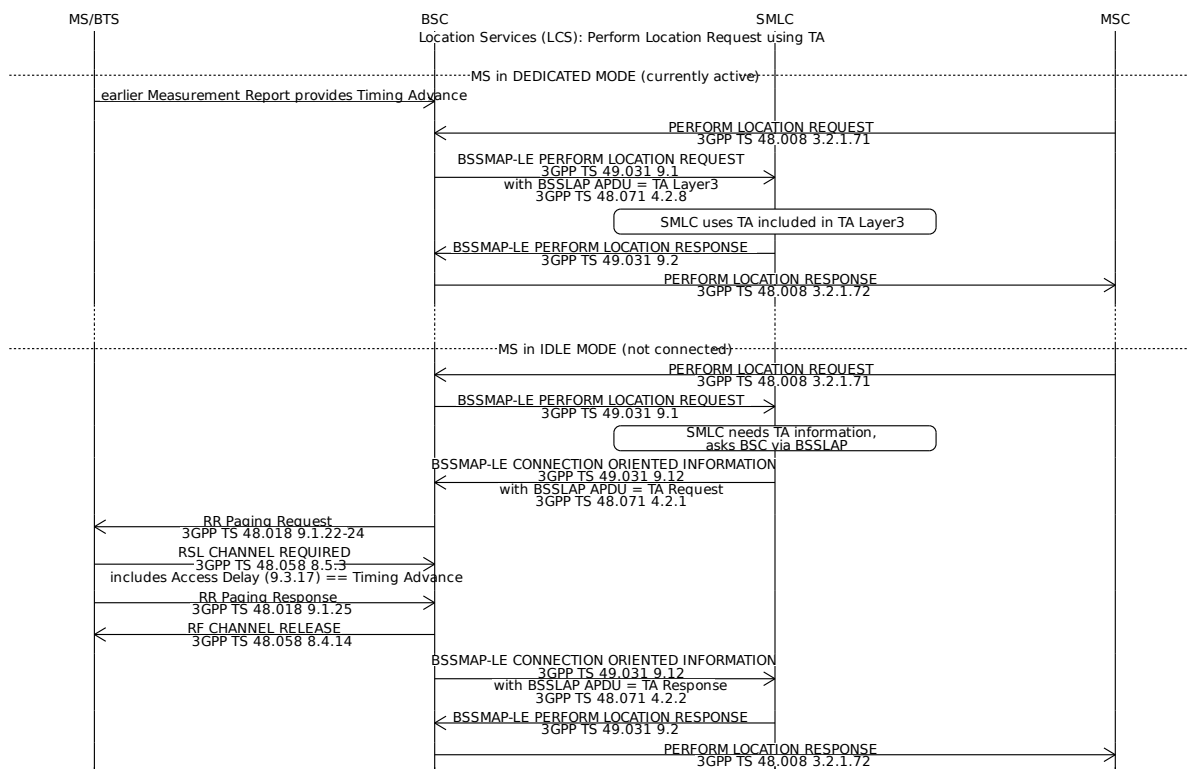 MS/BTS BSC SMLC MSC
Location Services (LCS): Perform Location Request using TA
MS in DEDICATED MODE (currently active)
earlier Measurement Report provides Timing Advance
PERFORM LOCATION REQUEST
3GPP TS 48.008 3.2.1.71
BSSMAP-LE PERFORM LOCATION REQUEST
3GPP TS 49.031 9.1
with BSSLAP APDU = TA Layer3
3GPP TS 48.071 4.2.8
SMLC uses TA included in TA Layer3
BSSMAP-LE PERFORM LOCATION RESPONSE
3GPP TS 49.031 9.2
PERFORM LOCATION RESPONSE
3GPP TS 48.008 3.2.1.72
MS in IDLE MODE (not connected)
PERFORM LOCATION REQUEST
3GPP TS 48.008 3.2.1.71
BSSMAP-LE PERFORM LOCATION REQUEST
3GPP TS 49.031 9.1
SMLC needs TA information,
asks BSC via BSSLAP
BSSMAP-LE CONNECTION ORIENTED INFORMATION
3GPP TS 49.031 9.12
with BSSLAP APDU = TA Request
3GPP TS 48.071 4.2.1
RR Paging Request
3GPP TS 48.018 9.1.22-24
RSL CHANNEL REQUIRED
3GPP TS 48.058 8.5.3
includes Access Delay (9.3.17) == Timing Advance
RR Paging Response
3GPP TS 48.018 9.1.25
RF CHANNEL RELEASE
3GPP TS 48.058 8.4.14
BSSMAP-LE CONNECTION ORIENTED INFORMATION
3GPP TS 49.031 9.12
with BSSLAP APDU = TA Response
3GPP TS 48.071 4.2.2
BSSMAP-LE PERFORM LOCATION RESPONSE
3GPP TS 49.031 9.2
PERFORM LOCATION RESPONSE
3GPP TS 48.008 3.2.1.72